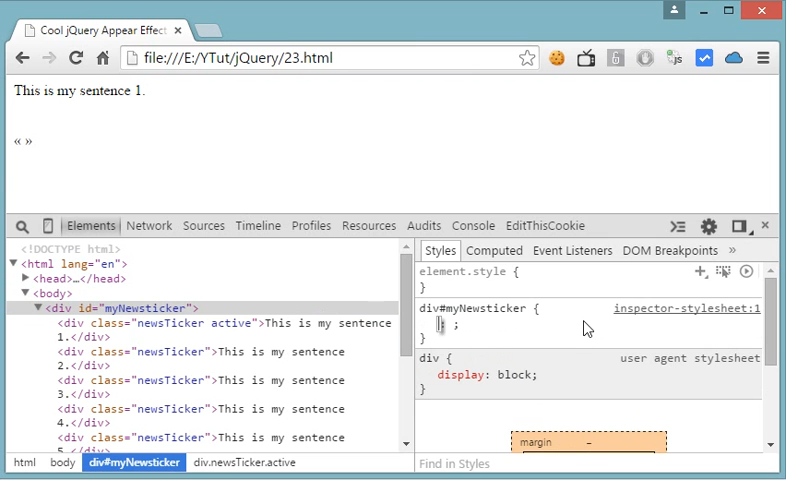 Cool jQuery Appear Effect
file:///E:/YTut/jQuery/23.html
js
This is my sentence 1.
« »
Elements Network Sources Timeline Profiles Resources Audits Console EditThisCookie
<!DOCTYPE html>
<html lang="en">
<head>…</head>
<body>
<div id="myNewsticker">
<div class="newsTicker active">This is my sentence
1.</div>
<div class="newsTicker">This is my sentence
2.</div>
<div class="newsTicker">This is my sentence
3.</div>
<div class="newsTicker">This is my sentence
4.</div>
<div class="newsTicker">This is my sentence
5.</div>
html body div#myNewsticker div.newsTicker.active
Styles Computed Event Listeners DOM Breakpoints »
element.style {
}
div#myNewsticker { inspector-stylesheet:1
: ;
}
div { user agent stylesheet
display: block;
}
margin –
Find in Styles